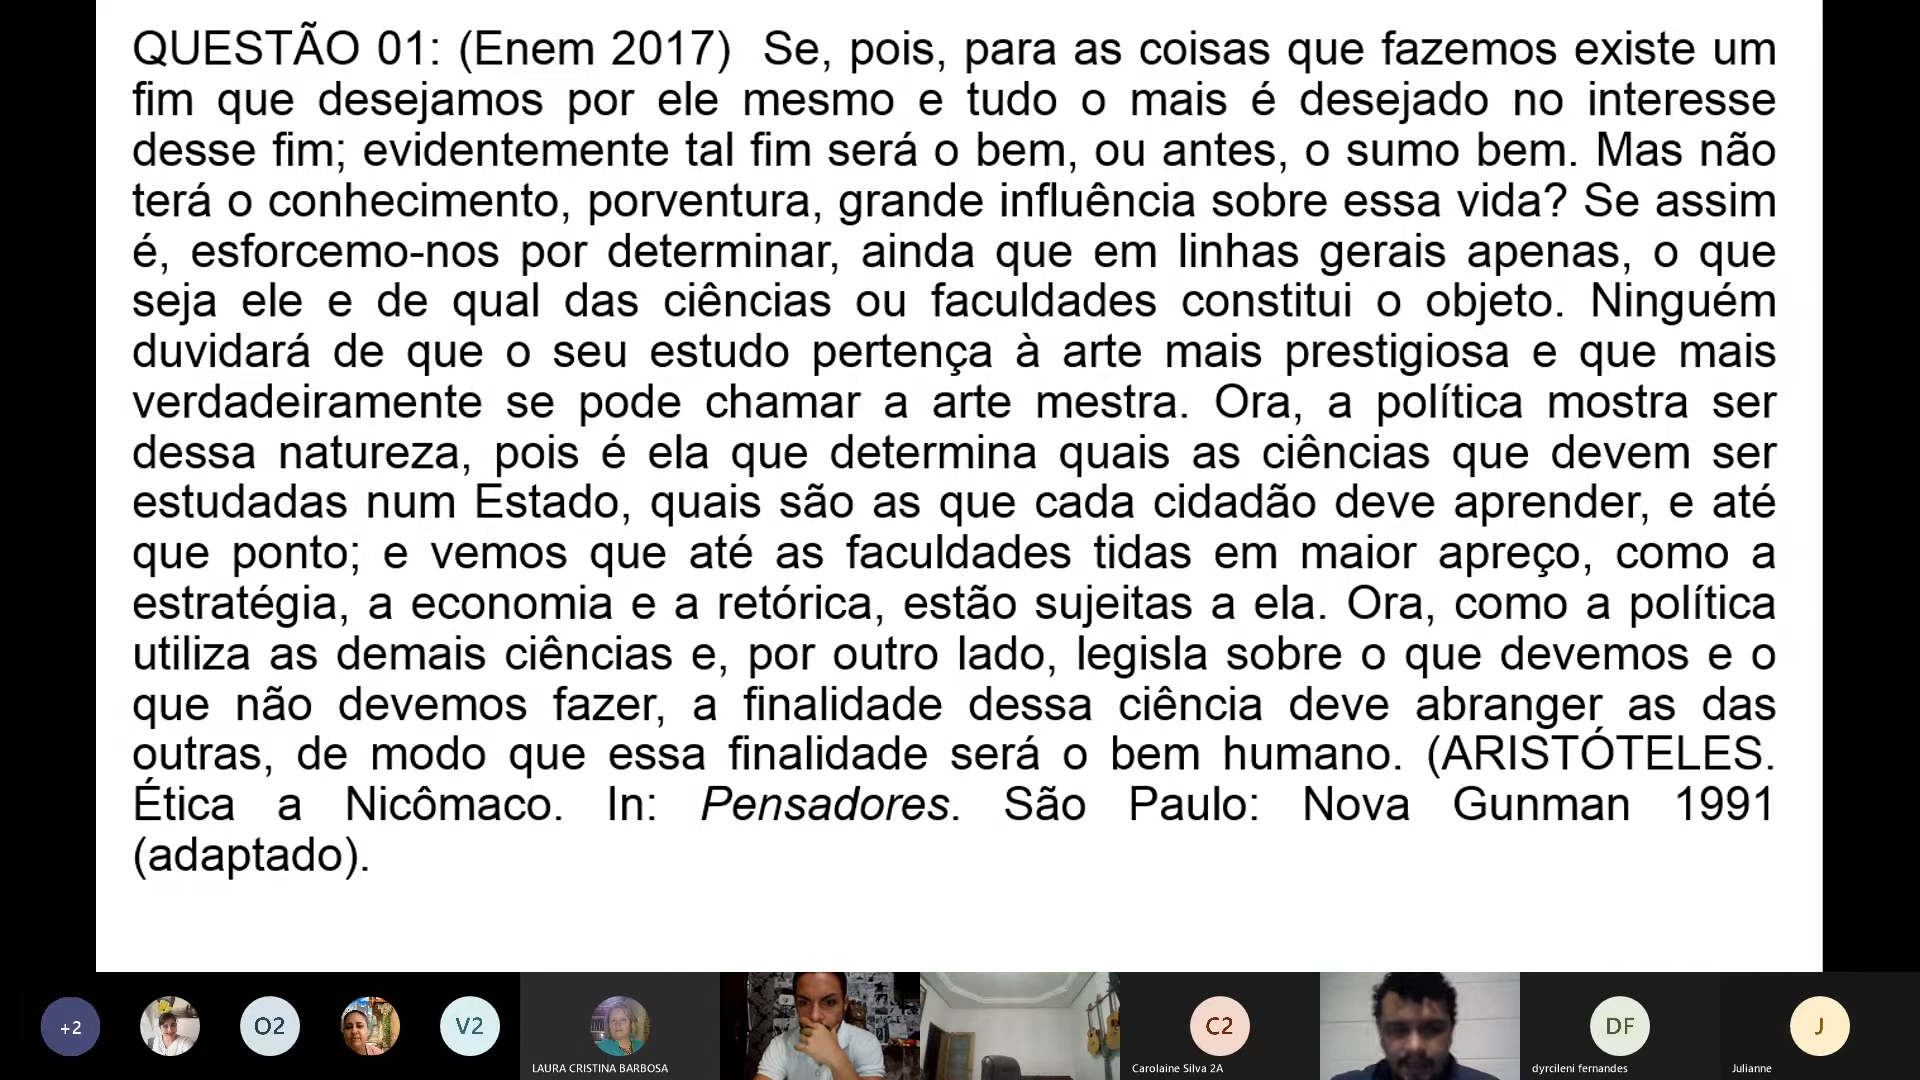 QUESTÃO 01: (Enem 2017)  Se, pois, para as coisas que fazemos existe um
fim que desejamos por ele mesmo e tudo o mais é desejado no interesse
desse fim; evidentemente tal fim será o bem, ou antes, o sumo bem. Mas não
terá o conhecimento, porventura, grande influência sobre essa vida? Se assim
é, esforcemo-nos por determinar, ainda que em linhas gerais apenas, o que
seja ele e de qual das ciências ou faculdades constitui o objeto. Ninguém
duvidará de que o seu estudo pertença à arte mais prestigiosa e que mais
verdadeiramente se pode chamar a arte mestra. Ora, a política mostra ser
dessa natureza, pois é ela que determina quais as ciências que devem ser
estudadas num Estado, quais são as que cada cidadão deve aprender, e até
que ponto; e vemos que até as faculdades tidas em maior apreço, como a
estratégia, a economia e a retórica, estão sujeitas a ela. Ora, como a política
utiliza as demais ciências e, por outro lado, legisla sobre o que devemos e o
que não devemos fazer, a finalidade dessa ciência deve abranger as das
outras, de modo que essa finalidade será o bem humano. (ARISTÓTELES.
Ética a Nicômaco. In: Pensadores. São Paulo: Nova Gunman 1991
(adaptado).
+2
O2
V2
LAURA CRISTINA BARBOSA
C2
Carolaine Silva 2A
DF
dyrcileni fernandes
J
Julianne